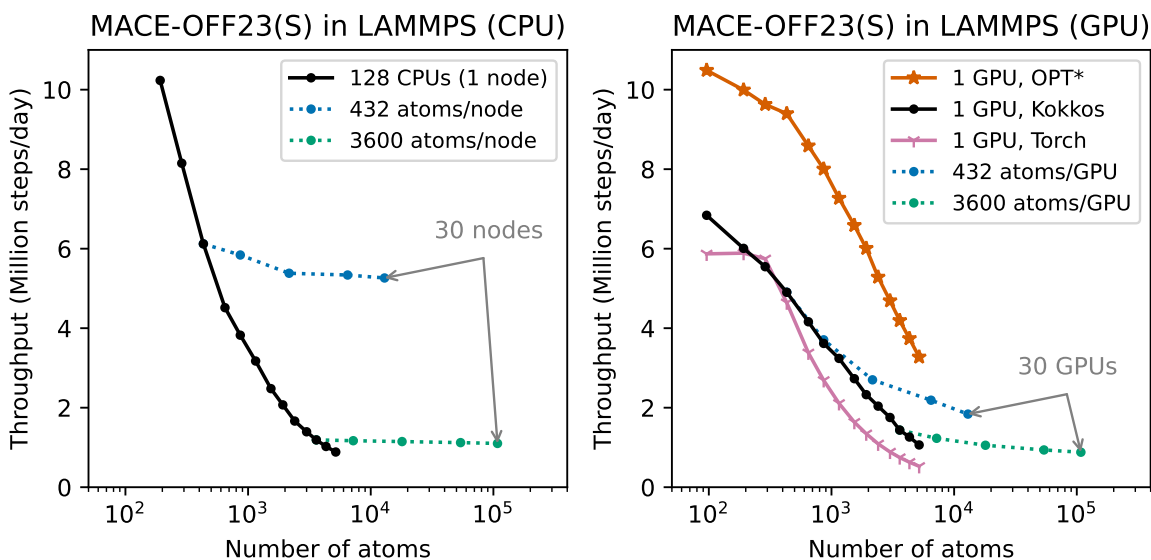 MACE-OFF23(S) in LAMMPS (CPU)
Throughput (Million steps/day)
10
8
6
4
2
0
10²
10³
10⁴
10⁵
Number of atoms
128 CPUs (1 node)
432 atoms/node
3600 atoms/node
30 nodes
MACE-OFF23(S) in LAMMPS (GPU)
Throughput (Million steps/day)
10
8
6
4
2
0
10²
10³
10⁴
10⁵
Number of atoms
1 GPU, OPT*
1 GPU, Kokkos
1 GPU, Torch
432 atoms/GPU
3600 atoms/GPU
30 GPUs